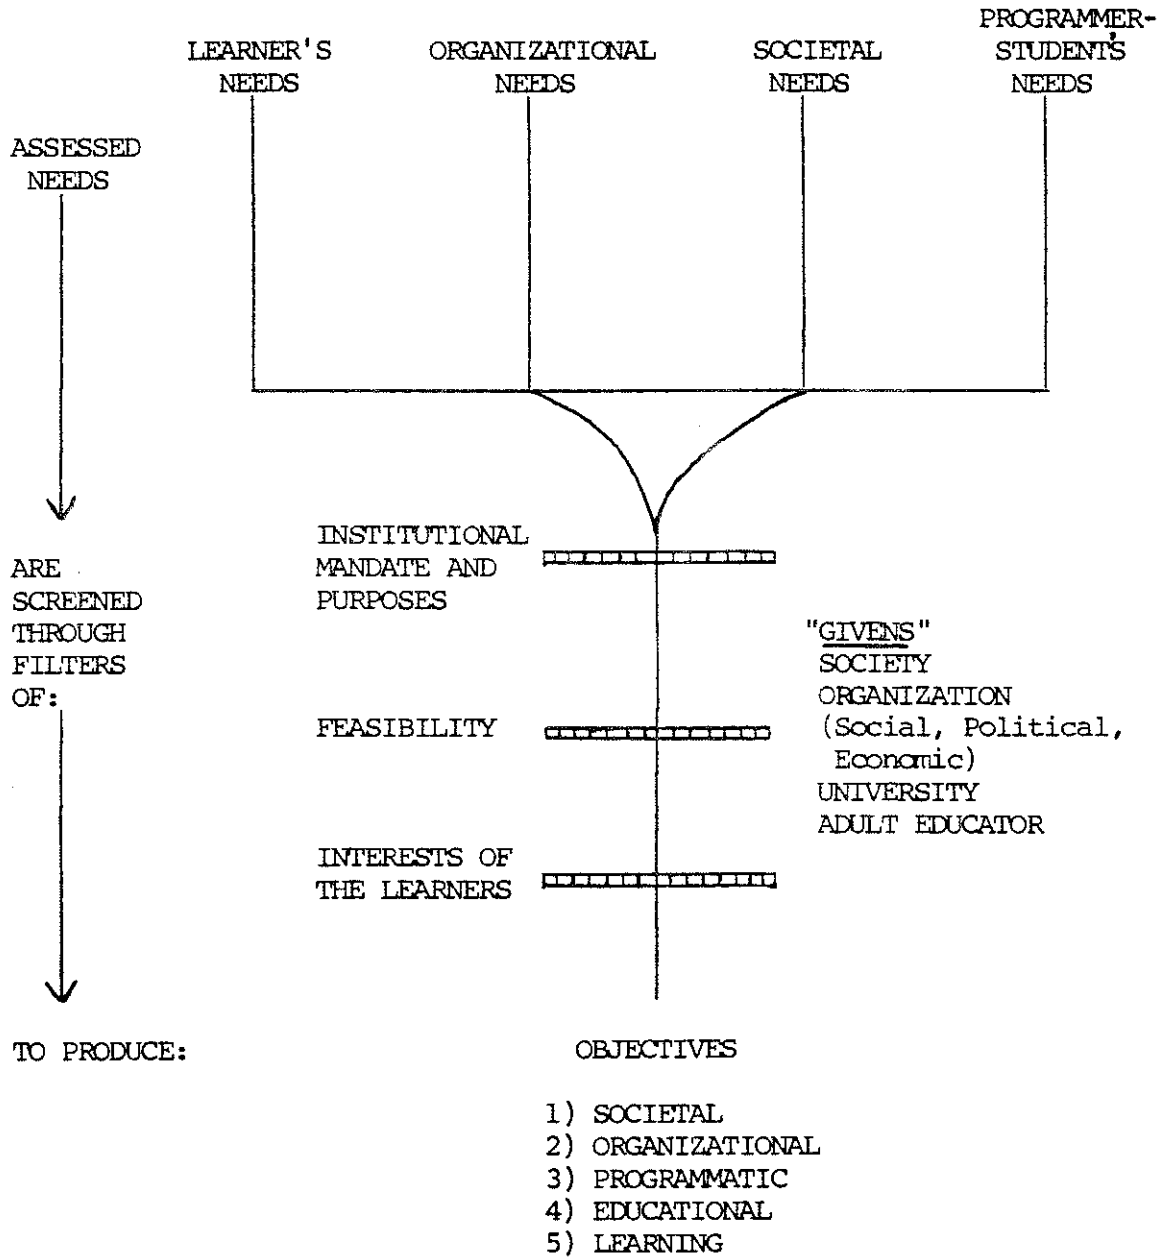 LEARNER'S
NEEDS
ORGANIZATIONAL
NEEDS
SOCIETAL
NEEDS
PROGRAMMER-
STUDENT'S
NEEDS
ASSESSED
NEEDS
ARE
SCREENED
THROUGH
FILTERS
OF:
INSTITUTIONAL
MANDATE AND
PURPOSES
FEASIBILITY
INTERESTS OF
THE LEARNERS
"GIVENS"
SOCIETY
ORGANIZATION
(Social, Political,
Economic)
UNIVERSITY
ADULT EDUCATOR
TO PRODUCE:
OBJECTIVES
1) SOCIETAL
2) ORGANIZATIONAL
3) PROGRAMMATIC
4) EDUCATIONAL
5) LEARNING